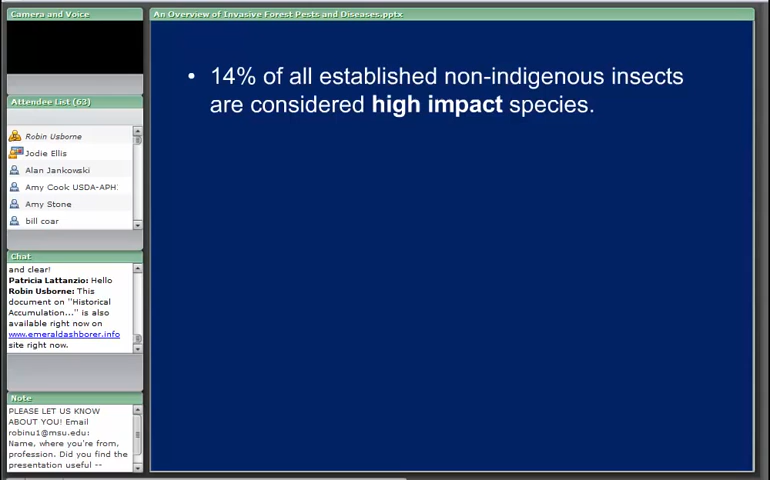 Camera and Voice
Attendee List (63)
Robin Usborne
Jodie Ellis
Alan Jankowski
Amy Cook USDA-APH
Amy Stone
bill coar
Chat
and clear!
Patricia Lattanzio: Hello
Robin Usborne: This
document on "Historical
Accumulation..." is also
available right now on
www.emeraldashborer.info
site right now.
Note
PLEASE LET US KNOW
ABOUT YOU! Email
robinu1@msu.edu:
Name, where you're from,
profession. Did you find the
presentation useful --
An Overview of Invasive Forest Pests and Diseases.pptx
• 14% of all established non-indigenous insects
are considered high impact species.